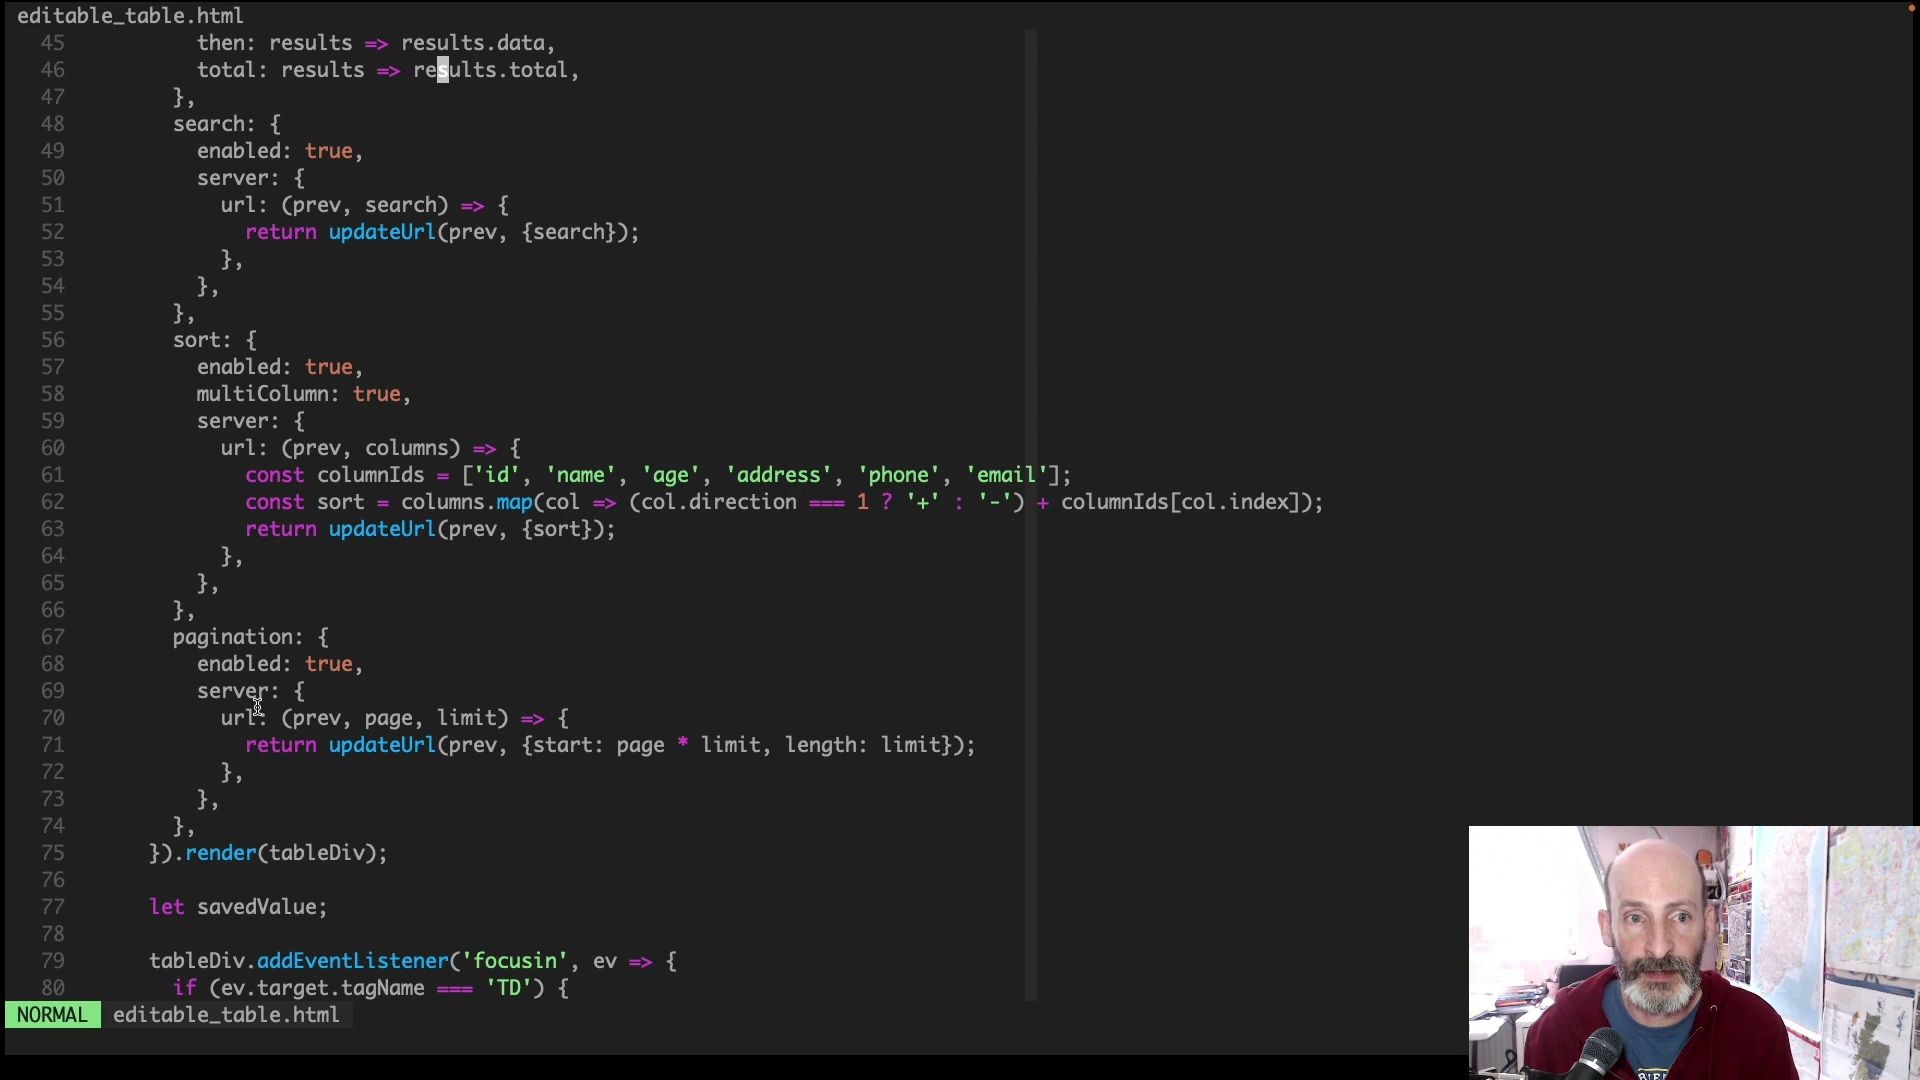 editable_table.html
45 then: results => results.data,
46 total: results => results.total,
47 },
48 search: {
49 enabled: true,
50 server: {
51 url: (prev, search) => {
52 return updateUrl(prev, {search});
53 },
54 },
55 },
56 sort: {
57 enabled: true,
58 multiColumn: true,
59 server: {
60 url: (prev, columns) => {
61 const columnIds = ['id', 'name', 'age', 'address', 'phone', 'email'];
62 const sort = columns.map(col => (col.direction === 1 ? '+' : '-') + columnIds[col.index]);
63 return updateUrl(prev, {sort});
64 },
65 },
66 },
67 pagination: {
68 enabled: true,
69 server: {
70 url: (prev, page, limit) => {
71 return updateUrl(prev, {start: page * limit, length: limit});
72 },
73 },
74 },
75 }).render(tableDiv);
76
77 let savedValue;
78
79 tableDiv.addEventListener('focusin', ev => {
80 if (ev.target.tagName === 'TD') {
NORMAL editable_table.html